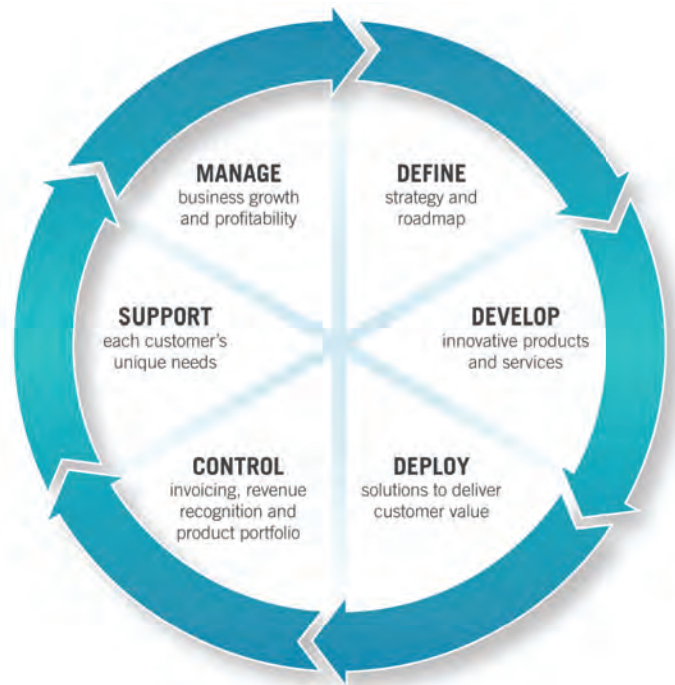 MANAGE
business growth
and profitability
DEFINE
strategy and
roadmap
SUPPORT
each customer's
unique needs
DEVELOP
innovative products
and services
CONTROL
invoicing, revenue
recognition and
product portfolio
DEPLOY
solutions to deliver
customer value